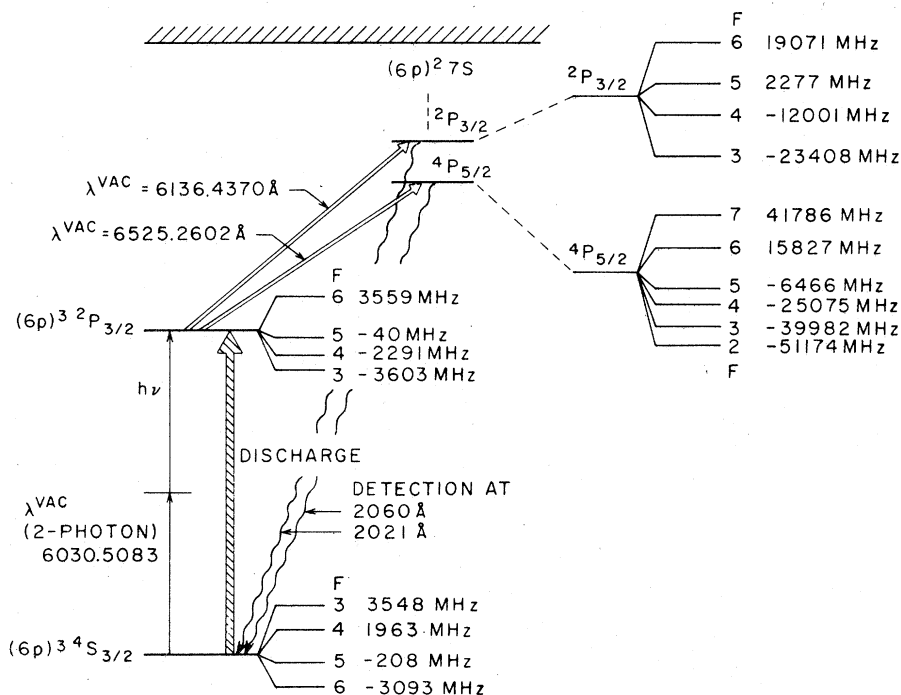 (6p)² 7S
²P₃/₂
⁴P₅/₂
λ^VAC = 6136.4370 Å
λ^VAC = 6525.2602 Å
²P₃/₂
F
6 19071 MHz
5 2277 MHz
4 -12001 MHz
3 -23408 MHz
⁴P₅/₂
7 41786 MHz
6 15827 MHz
5 -6466 MHz
4 -25075 MHz
3 -39982 MHz
2 -51174 MHz
F
(6p)³ ²P₃/₂
F
6 3559 MHz
5 -40 MHz
4 -2291 MHz
3 -3603 MHz
hν
DISCHARGE
DETECTION AT
2060 Å
2021 Å
λ^VAC
(2-PHOTON)
6030.5083
(6p)³ ⁴S₃/₂
F
3 3548 MHz
4 1963 MHz
5 -208 MHz
6 -3093 MHz